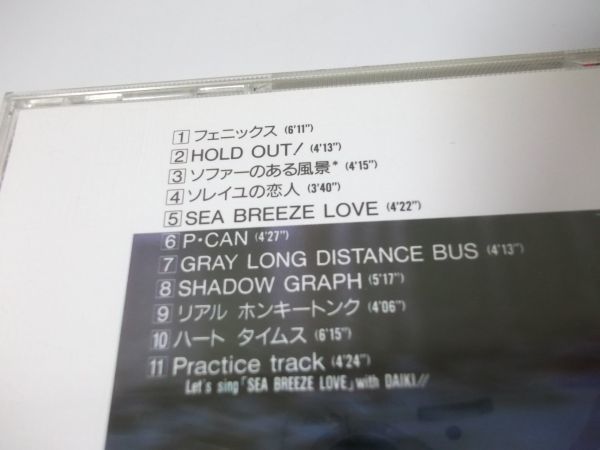 1 フェニックス (6'11")
2 HOLD OUT! (4'13")
3 ソファーのある風景* (4'15")
4 ソレイユの恋人 (3'40")
5 SEA BREEZE LOVE (4'22")
6 P・CAN (4'27")
7 GRAY LONG DISTANCE BUS (4'13")
8 SHADOW GRAPH (5'17")
9 リアル ホンキートンク (4'06")
10 ハート タイムス (6'15")
11 Practice track (4'24")
Let's sing「SEA BREEZE LOVE」with DAIKI!!